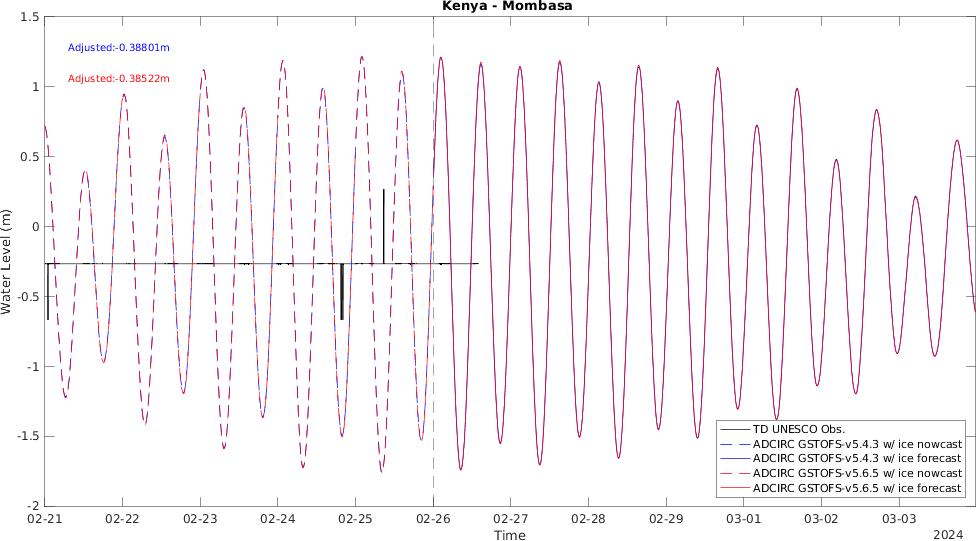 Kenya - Mombasa
Adjusted:-0.38801m
Adjusted:-0.38522m
1.5
1
0.5
0
-0.5
-1
-1.5
-2
Water Level (m)
02-21 02-22 02-23 02-24 02-25 02-26 02-27 02-28 02-29 03-01 03-02 03-03
Time
2024
TD UNESCO Obs.
ADCIRC GSTOFS-v5.4.3 w/ ice nowcast
ADCIRC GSTOFS-v5.4.3 w/ ice forecast
ADCIRC GSTOFS-v5.6.5 w/ ice nowcast
ADCIRC GSTOFS-v5.6.5 w/ ice forecast